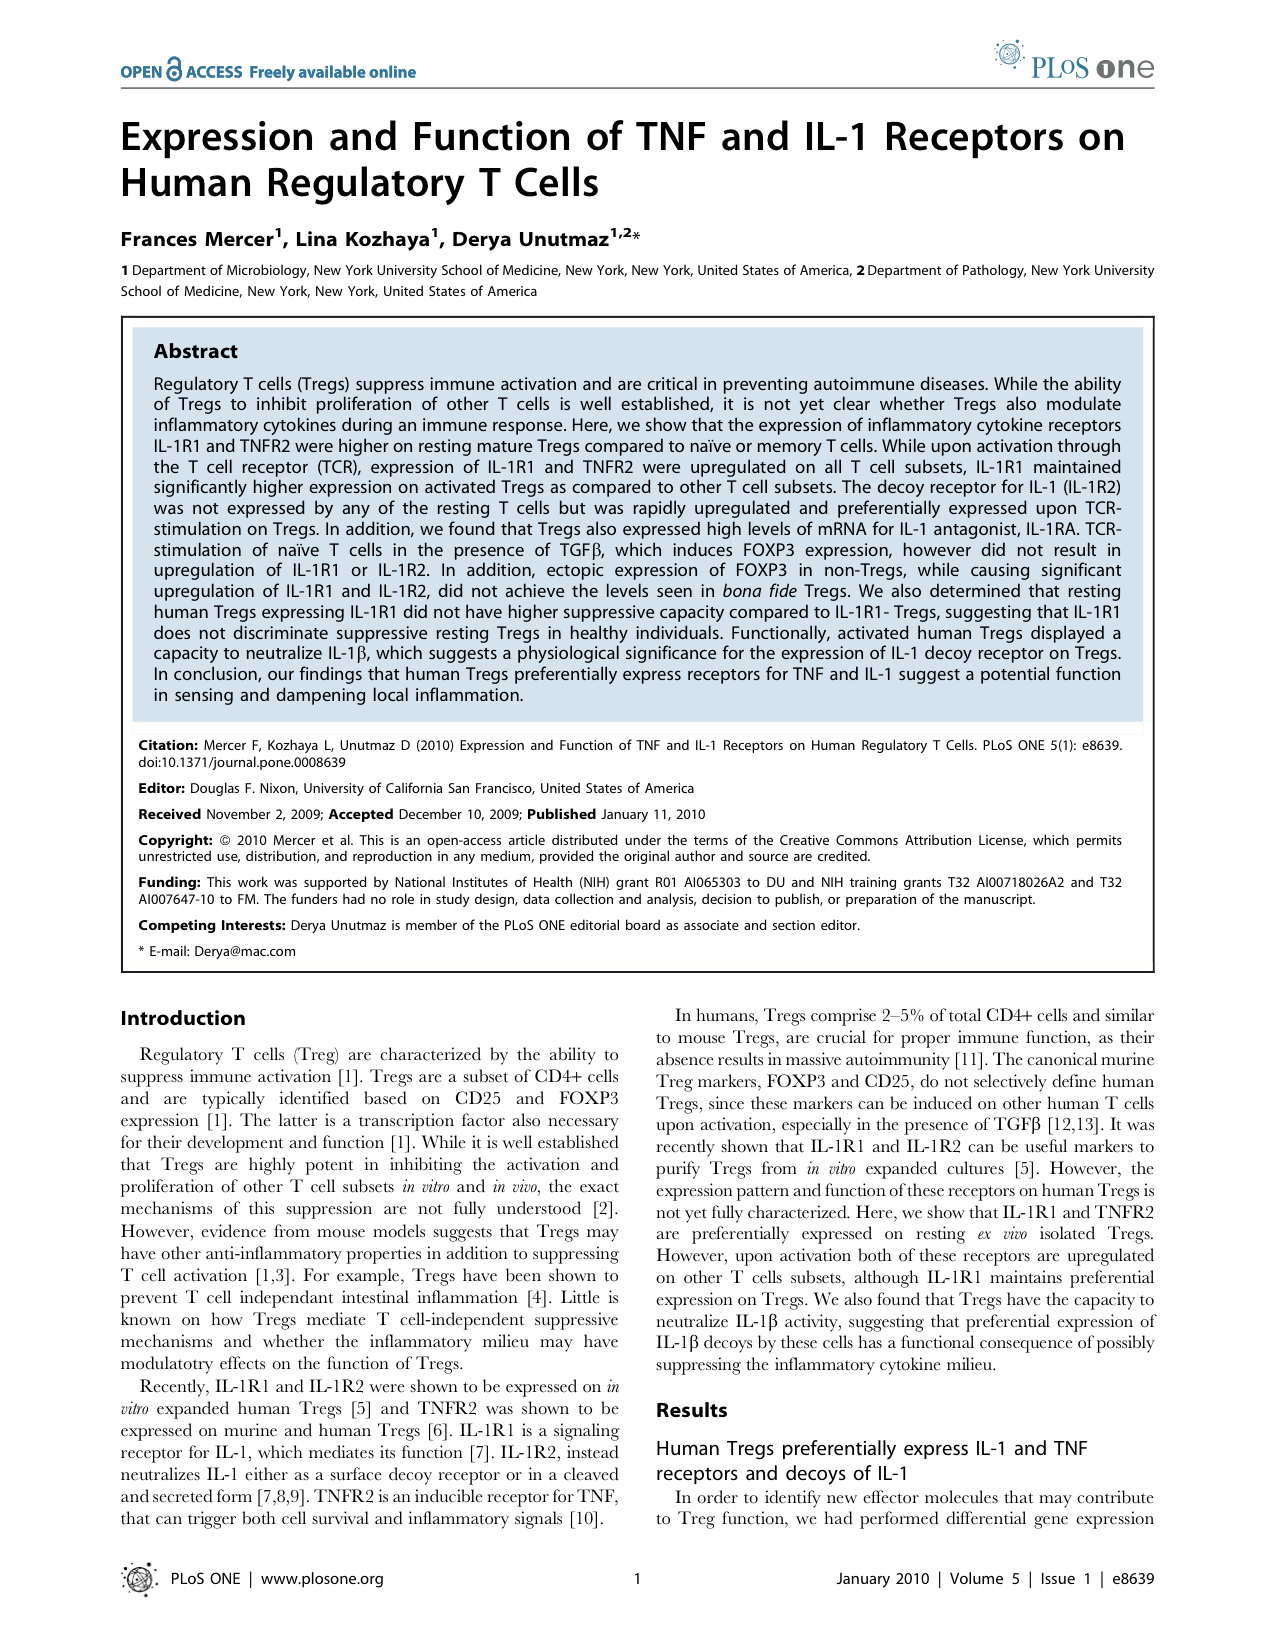 OPEN ACCESS Freely available online
PLoS one
Expression and Function of TNF and IL-1 Receptors on
Human Regulatory T Cells
Frances Mercer1, Lina Kozhaya1, Derya Unutmaz1,2*
1 Department of Microbiology, New York University School of Medicine, New York, New York, United States of America, 2 Department of Pathology, New York University
School of Medicine, New York, New York, United States of America
Abstract
Regulatory T cells (Tregs) suppress immune activation and are critical in preventing autoimmune diseases. While the ability
of Tregs to inhibit proliferation of other T cells is well established, it is not yet clear whether Tregs also modulate
inflammatory cytokines during an immune response. Here, we show that the expression of inflammatory cytokine receptors
IL-1R1 and TNFR2 were higher on resting mature Tregs compared to naïve or memory T cells. While upon activation through
the T cell receptor (TCR), expression of IL-1R1 and TNFR2 were upregulated on all T cell subsets, IL-1R1 maintained
significantly higher expression on activated Tregs as compared to other T cell subsets. The decoy receptor for IL-1 (IL-1R2)
was not expressed by any of the resting T cells but was rapidly upregulated and preferentially expressed upon TCR-
stimulation on Tregs. In addition, we found that Tregs also expressed high levels of mRNA for IL-1 antagonist, IL-1RA. TCR-
stimulation of naïve T cells in the presence of TGFβ, which induces FOXP3 expression, however did not result in
upregulation of IL-1R1 or IL-1R2. In addition, ectopic expression of FOXP3 in non-Tregs, while causing significant
upregulation of IL-1R1 and IL-1R2, did not achieve the levels seen in bona fide Tregs. We also determined that resting
human Tregs expressing IL-1R1 did not have higher suppressive capacity compared to IL-1R1- Tregs, suggesting that IL-1R1
does not discriminate suppressive resting Tregs in healthy individuals. Functionally, activated human Tregs displayed a
capacity to neutralize IL-1β, which suggests a physiological significance for the expression of IL-1 decoy receptor on Tregs.
In conclusion, our findings that human Tregs preferentially express receptors for TNF and IL-1 suggest a potential function
in sensing and dampening local inflammation.
Citation: Mercer F, Kozhaya L, Unutmaz D (2010) Expression and Function of TNF and IL-1 Receptors on Human Regulatory T Cells. PLoS ONE 5(1): e8639.
doi:10.1371/journal.pone.0008639
Editor: Douglas F. Nixon, University of California San Francisco, United States of America
Received November 2, 2009; Accepted December 10, 2009; Published January 11, 2010
Copyright: © 2010 Mercer et al. This is an open-access article distributed under the terms of the Creative Commons Attribution License, which permits
unrestricted use, distribution, and reproduction in any medium, provided the original author and source are credited.
Funding: This work was supported by National Institutes of Health (NIH) grant R01 AI065303 to DU and NIH training grants T32 AI00718026A2 and T32
AI007647-10 to FM. The funders had no role in study design, data collection and analysis, decision to publish, or preparation of the manuscript.
Competing Interests: Derya Unutmaz is member of the PLoS ONE editorial board as associate and section editor.
* E-mail: Derya@mac.com
Introduction
Regulatory T cells (Treg) are characterized by the ability to
suppress immune activation [1]. Tregs are a subset of CD4+ cells
and are typically identified based on CD25 and FOXP3
expression [1]. The latter is a transcription factor also necessary
for their development and function [1]. While it is well established
that Tregs are highly potent in inhibiting the activation and
proliferation of other T cell subsets in vitro and in vivo, the exact
mechanisms of this suppression are not fully understood [2].
However, evidence from mouse models suggests that Tregs may
have other anti-inflammatory properties in addition to suppressing
T cell activation [1,3]. For example, Tregs have been shown to
prevent T cell independant intestinal inflammation [4]. Little is
known on how Tregs mediate T cell-independent suppressive
mechanisms and whether the inflammatory milieu may have
modulatotry effects on the function of Tregs.
Recently, IL-1R1 and IL-1R2 were shown to be expressed on in
vitro expanded human Tregs [5] and TNFR2 was shown to be
expressed on murine and human Tregs [6]. IL-1R1 is a signaling
receptor for IL-1, which mediates its function [7]. IL-1R2, instead
neutralizes IL-1 either as a surface decoy receptor or in a cleaved
and secreted form [7,8,9]. TNFR2 is an inducible receptor for TNF,
that can trigger both cell survival and inflammatory signals [10].
In humans, Tregs comprise 2–5% of total CD4+ cells and similar
to mouse Tregs, are crucial for proper immune function, as their
absence results in massive autoimmunity [11]. The canonical murine
Treg markers, FOXP3 and CD25, do not selectively define human
Tregs, since these markers can be induced on other human T cells
upon activation, especially in the presence of TGFβ [12,13]. It was
recently shown that IL-1R1 and IL-1R2 can be useful markers to
purify Tregs from in vitro expanded cultures [5]. However, the
expression pattern and function of these receptors on human Tregs is
not yet fully characterized. Here, we show that IL-1R1 and TNFR2
are preferentially expressed on resting ex vivo isolated Tregs.
However, upon activation both of these receptors are upregulated
on other T cells subsets, although IL-1R1 maintains preferential
expression on Tregs. We also found that Tregs have the capacity to
neutralize IL-1β activity, suggesting that preferential expression of
IL-1β decoys by these cells has a functional consequence of possibly
suppressing the inflammatory cytokine milieu.
Results
Human Tregs preferentially express IL-1 and TNF
receptors and decoys of IL-1
In order to identify new effector molecules that may contribute
to Treg function, we had performed differential gene expression
PLoS ONE | www.plosone.org
1
January 2010 | Volume 5 | Issue 1 | e8639